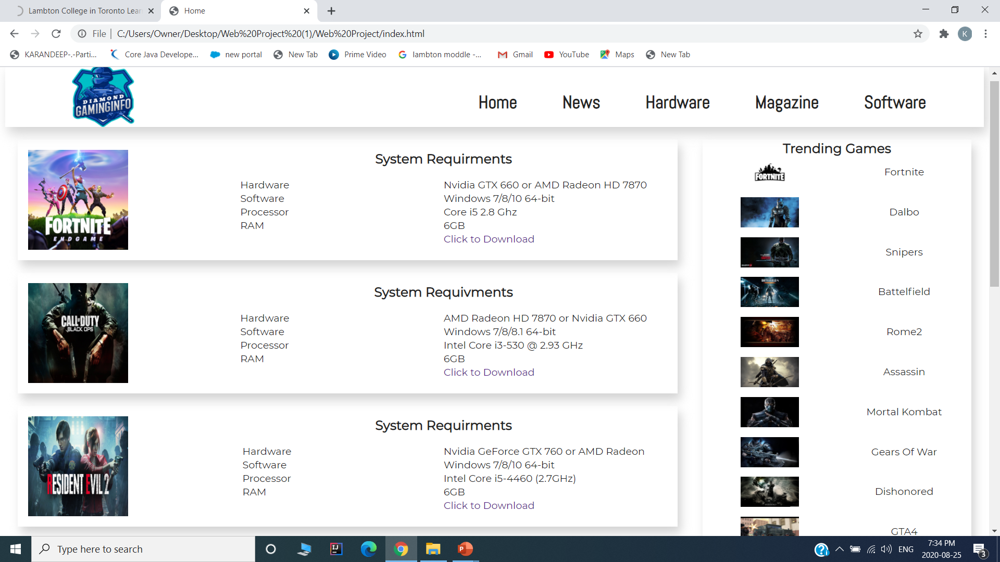 Lambton College in Toronto Lear
Home
File
C:/Users/Owner/Desktop/Web%20Project%20(1)/Web%20Project/index.html
K
KARANDEEP-.-Parti...
Core Java Develope...
new portal
New Tab
Prime Video
lambton moddle -...
Gmail
YouTube
Maps
New Tab
DIAMOND
GAMINGINFO
Home
News
Hardware
Magazine
Software
FORTNITE
ENDGAME
System Requirments
Hardware
Nvidia GTX 660 or AMD Radeon HD 7870
Software
Windows 7/8/10 64-bit
Processor
Core i5 2.8 Ghz
RAM
6GB
Click to Download
CALL OF DUTY
BLACK OPS
System Requivments
Hardware
AMD Radeon HD 7870 or Nvidia GTX 660
Software
Windows 7/8/8.1 64-bit
Processor
Intel Core i3-530 @ 2.93 GHz
RAM
6GB
Click to Download
RESIDENT EVIL 2
System Requirments
Hardware
Nvidia GeForce GTX 760 or AMD Radeon
Software
Windows 7/8/10 64-bit
Processor
Intel Core i5-4460 (2.7GHz)
RAM
6GB
Click to Download
Trending Games
FORTNITE
Fortnite
Dalbo
Snipers
BATTLEFIELD 4
Battelfield
Rome2
Assassin
Mortal Kombat
Gears Of War
Dishonored
GTA4
Type here to search
IJ
P
ENG
7:34 PM
2020-08-25
3